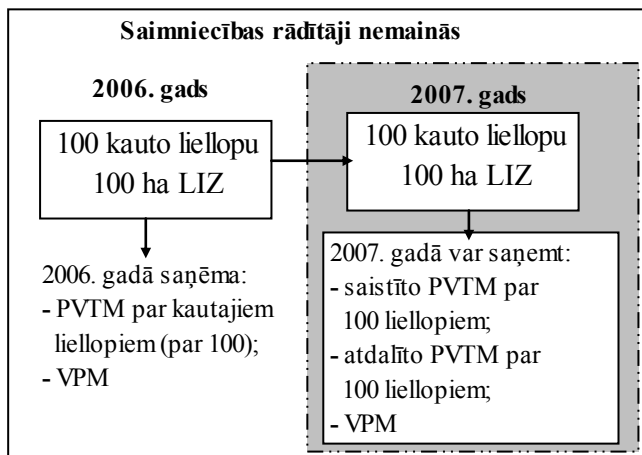 Saimniecības rādītāji nemainās
2006. gads
100 kauto liellopu
100 ha LIZ
2006. gadā saņēma:
- PVTM par kautajiem
liellopiem (par 100);
- VPM
2007. gads
100 kauto liellopu
100 ha LIZ
2007. gadā var saņemt:
- saistīto PVTM par
100 liellopiem;
- atdalīto PVTM par
100 liellopiem;
- VPM